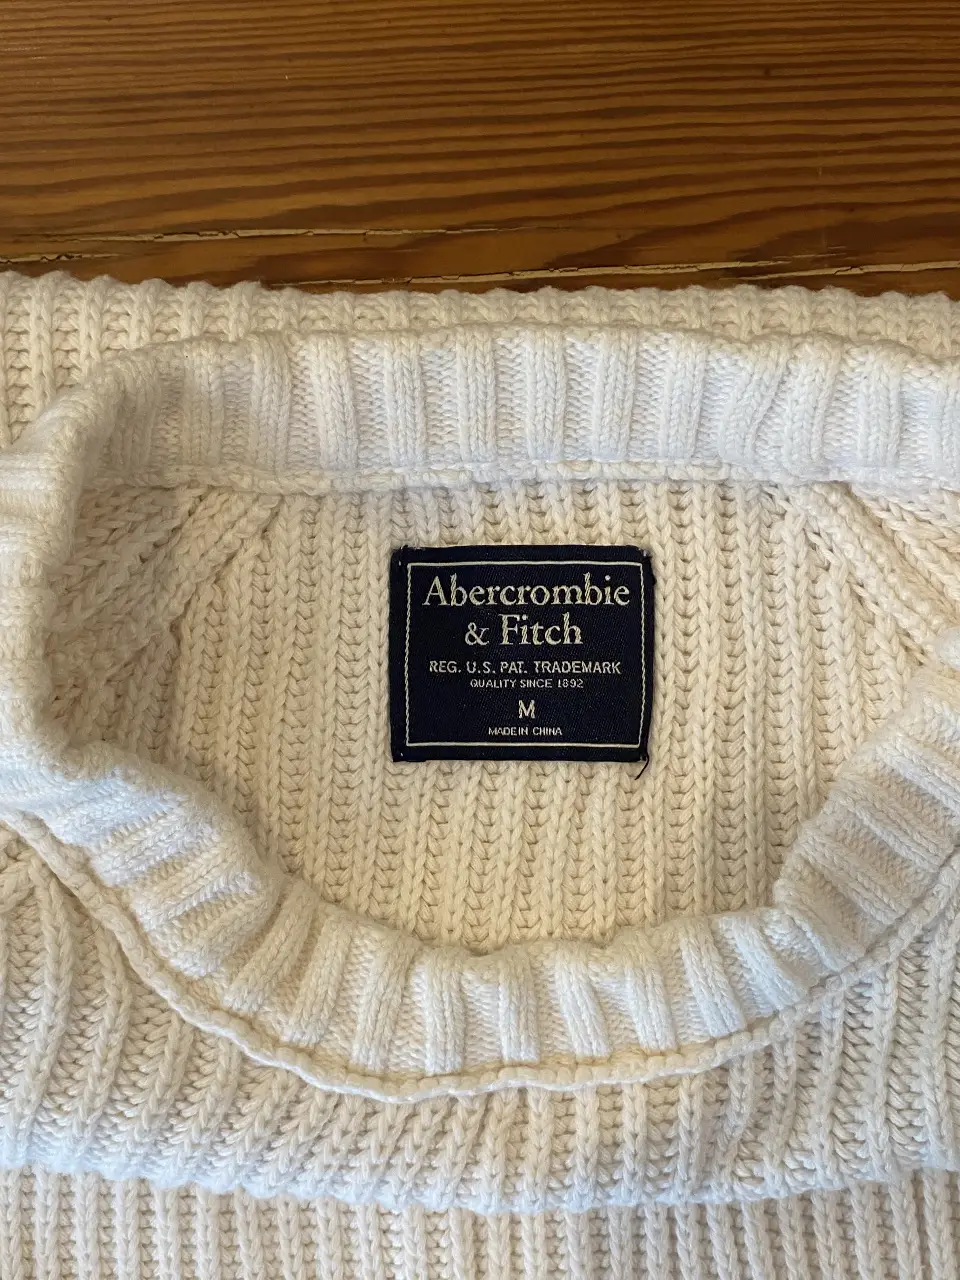 Abercrombie
& Fitch
REG. U.S. PAT. TRADEMARK
QUALITY SINCE 1892
M
MADE IN CHINA